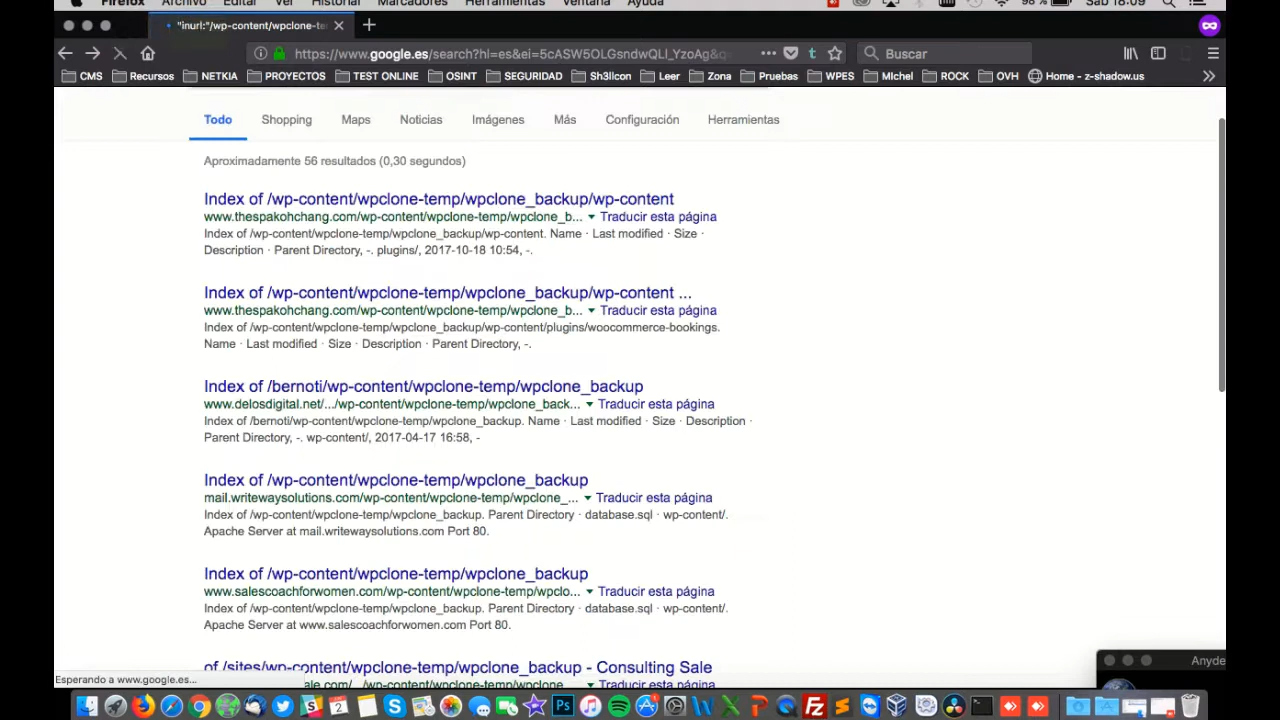 Firefox Archivo Editar Ver Historial Marcadores Herramientas Ventana Ayuda 98 % Sáb 18:09
"inurl:"/wp-content/wpclone-te
https://www.google.es/search?hl=es&ei=5cASW5OLGsndwQLI_YzoAg&q Buscar
CMS Recursos NETKIA PROYECTOS TEST ONLINE OSINT SEGURIDAD Sh3llcon Leer Zona Pruebas WPES Michel ROCK OVH Home - z-shadow.us
Todo Shopping Maps Noticias Imágenes Más Configuración Herramientas
Aproximadamente 56 resultados (0,30 segundos)
Index of /wp-content/wpclone-temp/wpclone_backup/wp-content
www.thespakohchang.com/wp-content/wpclone-temp/wpclone_b... Traducir esta página
Index of /wp-content/wpclone-temp/wpclone_backup/wp-content. Name · Last modified · Size ·
Description · Parent Directory, -. plugins/, 2017-10-18 10:54, -.
Index of /wp-content/wpclone-temp/wpclone_backup/wp-content ...
www.thespakohchang.com/wp-content/wpclone-temp/wpclone_b... Traducir esta página
Index of /wp-content/wpclone-temp/wpclone_backup/wp-content/plugins/woocommerce-bookings.
Name · Last modified · Size · Description · Parent Directory, -.
Index of /bernoti/wp-content/wpclone-temp/wpclone_backup
www.delosdigital.net/.../wp-content/wpclone-temp/wpclone_back... Traducir esta página
Index of /bernoti/wp-content/wpclone-temp/wpclone_backup. Name · Last modified · Size · Description ·
Parent Directory, -. wp-content/, 2017-04-17 16:58, -
Index of /wp-content/wpclone-temp/wpclone_backup
mail.writewaysolutions.com/wp-content/wpclone-temp/wpclone_... Traducir esta página
Index of /wp-content/wpclone-temp/wpclone_backup. Parent Directory · database.sql · wp-content/.
Apache Server at mail.writewaysolutions.com Port 80.
Index of /wp-content/wpclone-temp/wpclone_backup
www.salescoachforwomen.com/wp-content/wpclone-temp/wpclo... Traducir esta página
Index of /wp-content/wpclone-temp/wpclone_backup. Parent Directory · database.sql · wp-content/.
Apache Server at www.salescoachforwomen.com Port 80.
of /sites/wp-content/wpclone-temp/wpclone_backup - Consulting Sale
Anyde
Esperando a www.google.es...
sale.com/ /wp-content/wpclone-temp/wpclone_backup Traducir esta página